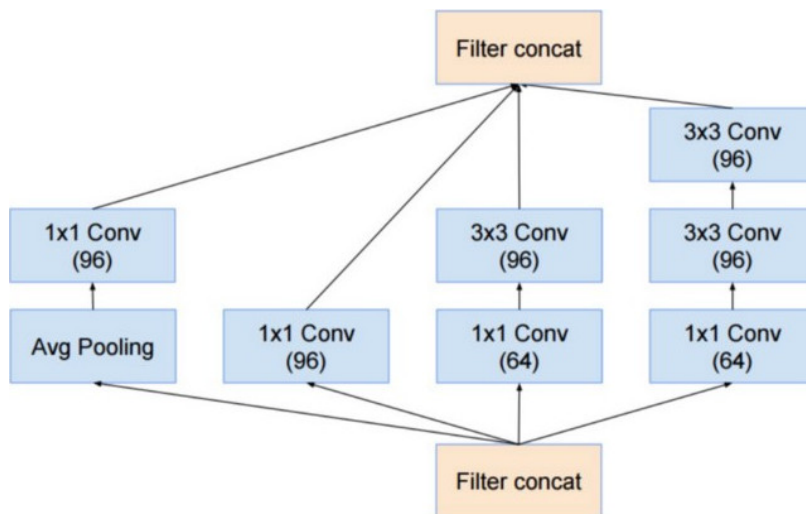 Filter concat
3x3 Conv
(96)
1x1 Conv
(96)
3x3 Conv
(96)
3x3 Conv
(96)
Avg Pooling
1x1 Conv
(96)
1x1 Conv
(64)
1x1 Conv
(64)
Filter concat